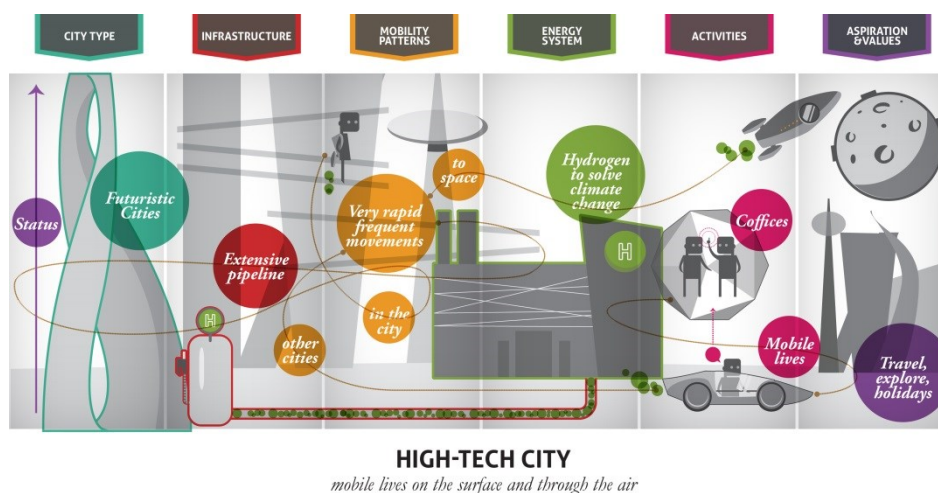 CITY TYPE
INFRASTRUCTURE
MOBILITY
PATTERNS
ENERGY
SYSTEM
ACTIVITIES
ASPIRATION
&VALUES
Status
Futuristic
Cities
Extensive
pipeline
H
Very rapid
frequent
movements
to
space
in the
city
other
cities
Hydrogen
to solve
climate
change
H
Coffices
Mobile
lives
Travel,
explore,
holidays
HIGH-TECH CITY
mobile lives on the surface and through the air